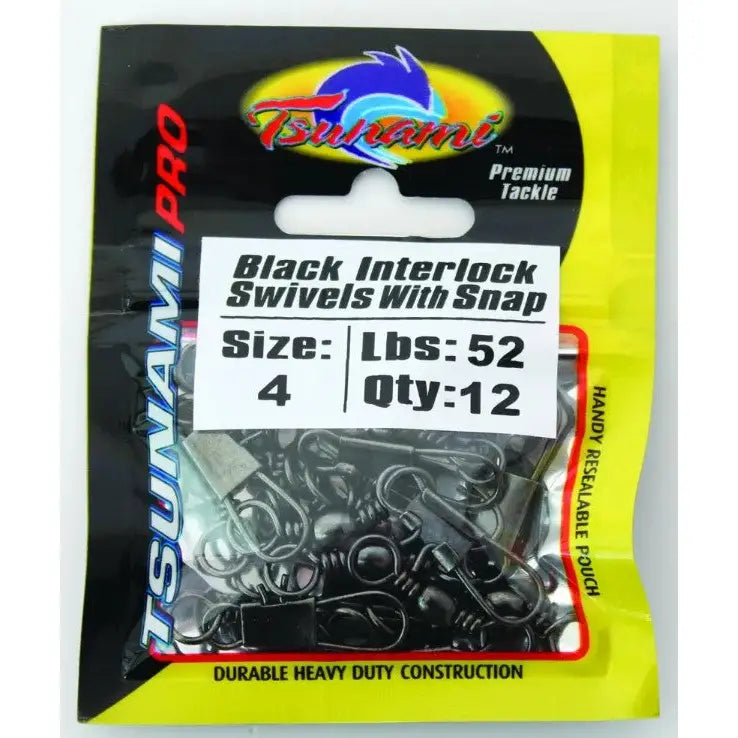 Tsunami
TM
Premium
Tackle
TSUNAMI PRO
Black Interlock
Swivels With Snap
Size:
4
Lbs: 52
Qty: 12
HANDY RESEALABLE POUCH
DURABLE HEAVY DUTY CONSTRUCTION